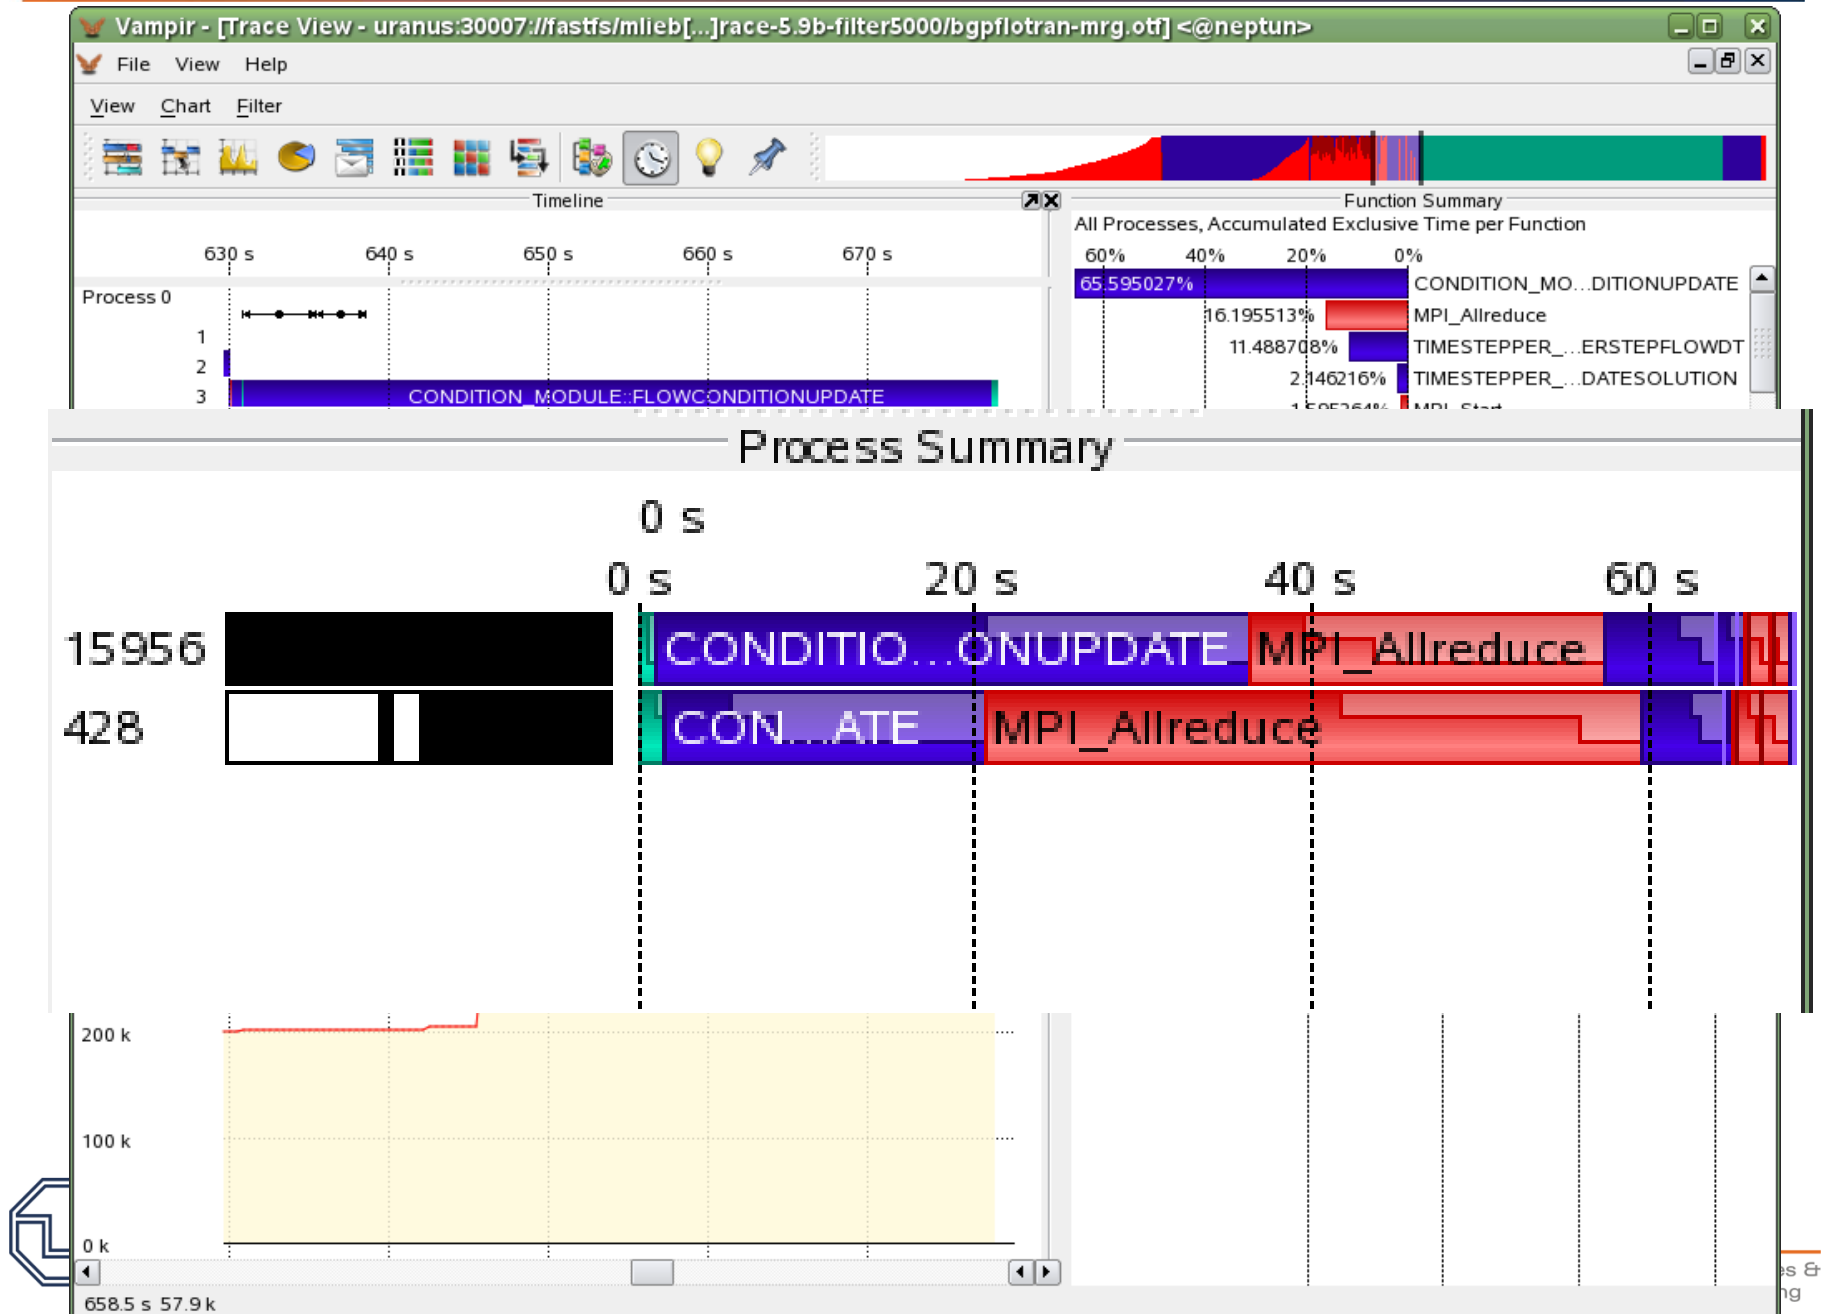 Vampir - [Trace View - uranus:30007://fastfs/mlieb[...]race-5.9b-filter5000/bgpflotran-mrg.otf] <@neptun>
File View Help
View Chart Filter
Timeline
Function Summary
All Processes, Accumulated Exclusive Time per Function
630 s 640 s 650 s 660 s 670 s
60% 40% 20% 0%
Process 0
65.595027% CONDITION_MO...DITIONUPDATE
16.195513% MPI_Allreduce
1
11.488708% TIMESTEPPER_...ERSTEPFLOWDT
2
2.146216% TIMESTEPPER_...DATESOLUTION
3 CONDITION_MODULE::FLOWCONDITIONUPDATE
1.595264% MPI_Start
Process Summary
0 s
0 s 20 s 40 s 60 s
15956 CONDITIO...ONUPDATE MPI_Allreduce
428 CON...ATE MPI_Allreduce
200 k
100 k
0 k
658.5 s 57.9 k